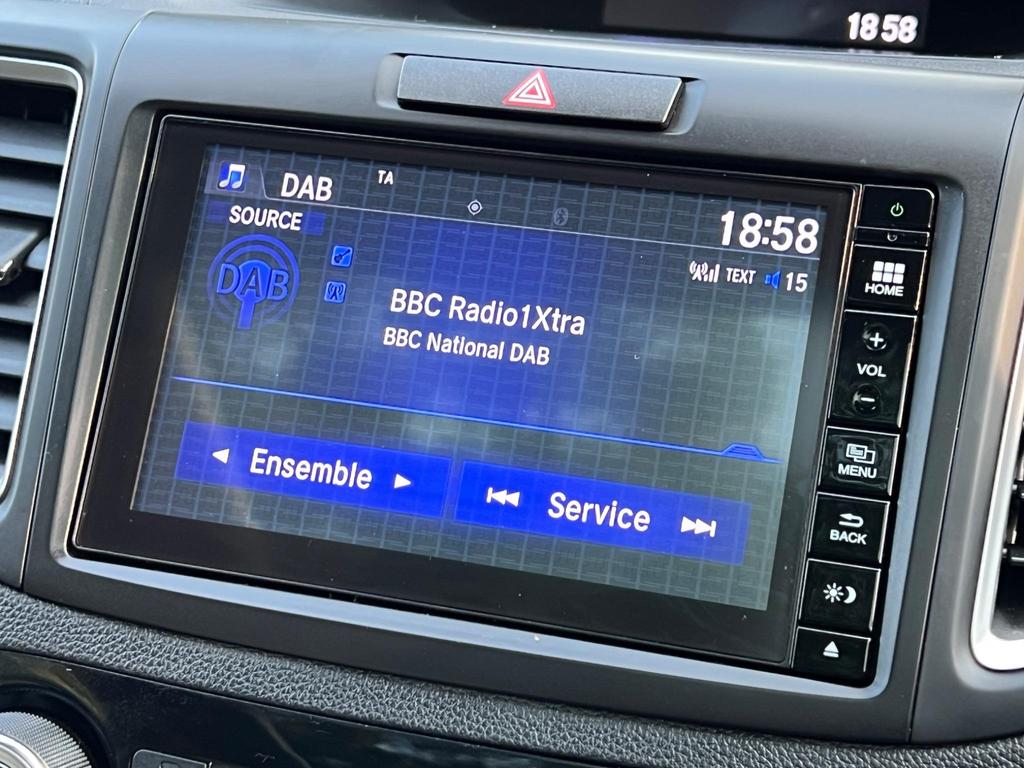 18 58
DAB
TA
18:58
SOURCE
DAB
TEXT
15
BBC Radio1Xtra
BBC National DAB
Ensemble
Service
HOME
VOL
MENU
BACK